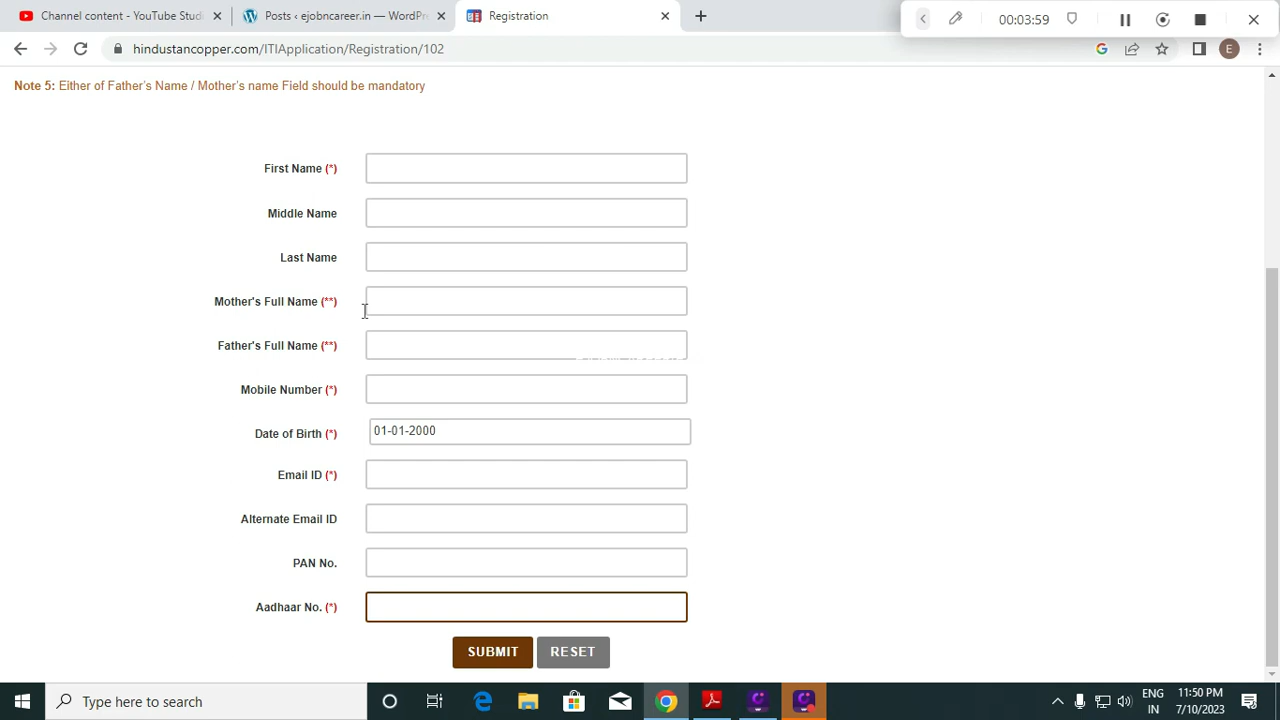 Channel content - YouTube Studi
Posts ‹ ejobncareer.in — WordPr
Registration
00:03:59
hindustancopper.com/ITIApplication/Registration/102
E
Note 5: Either of Father's Name / Mother's name Field should be mandatory
First Name (*)
Middle Name
Last Name
Mother's Full Name (**)
Father's Full Name (**)
Mobile Number (*)
Date of Birth (*) 01-01-2000
Email ID (*)
Alternate Email ID
PAN No.
Aadhaar No. (*)
SUBMIT RESET
Type here to search
ENG
IN
11:50 PM
7/10/2023